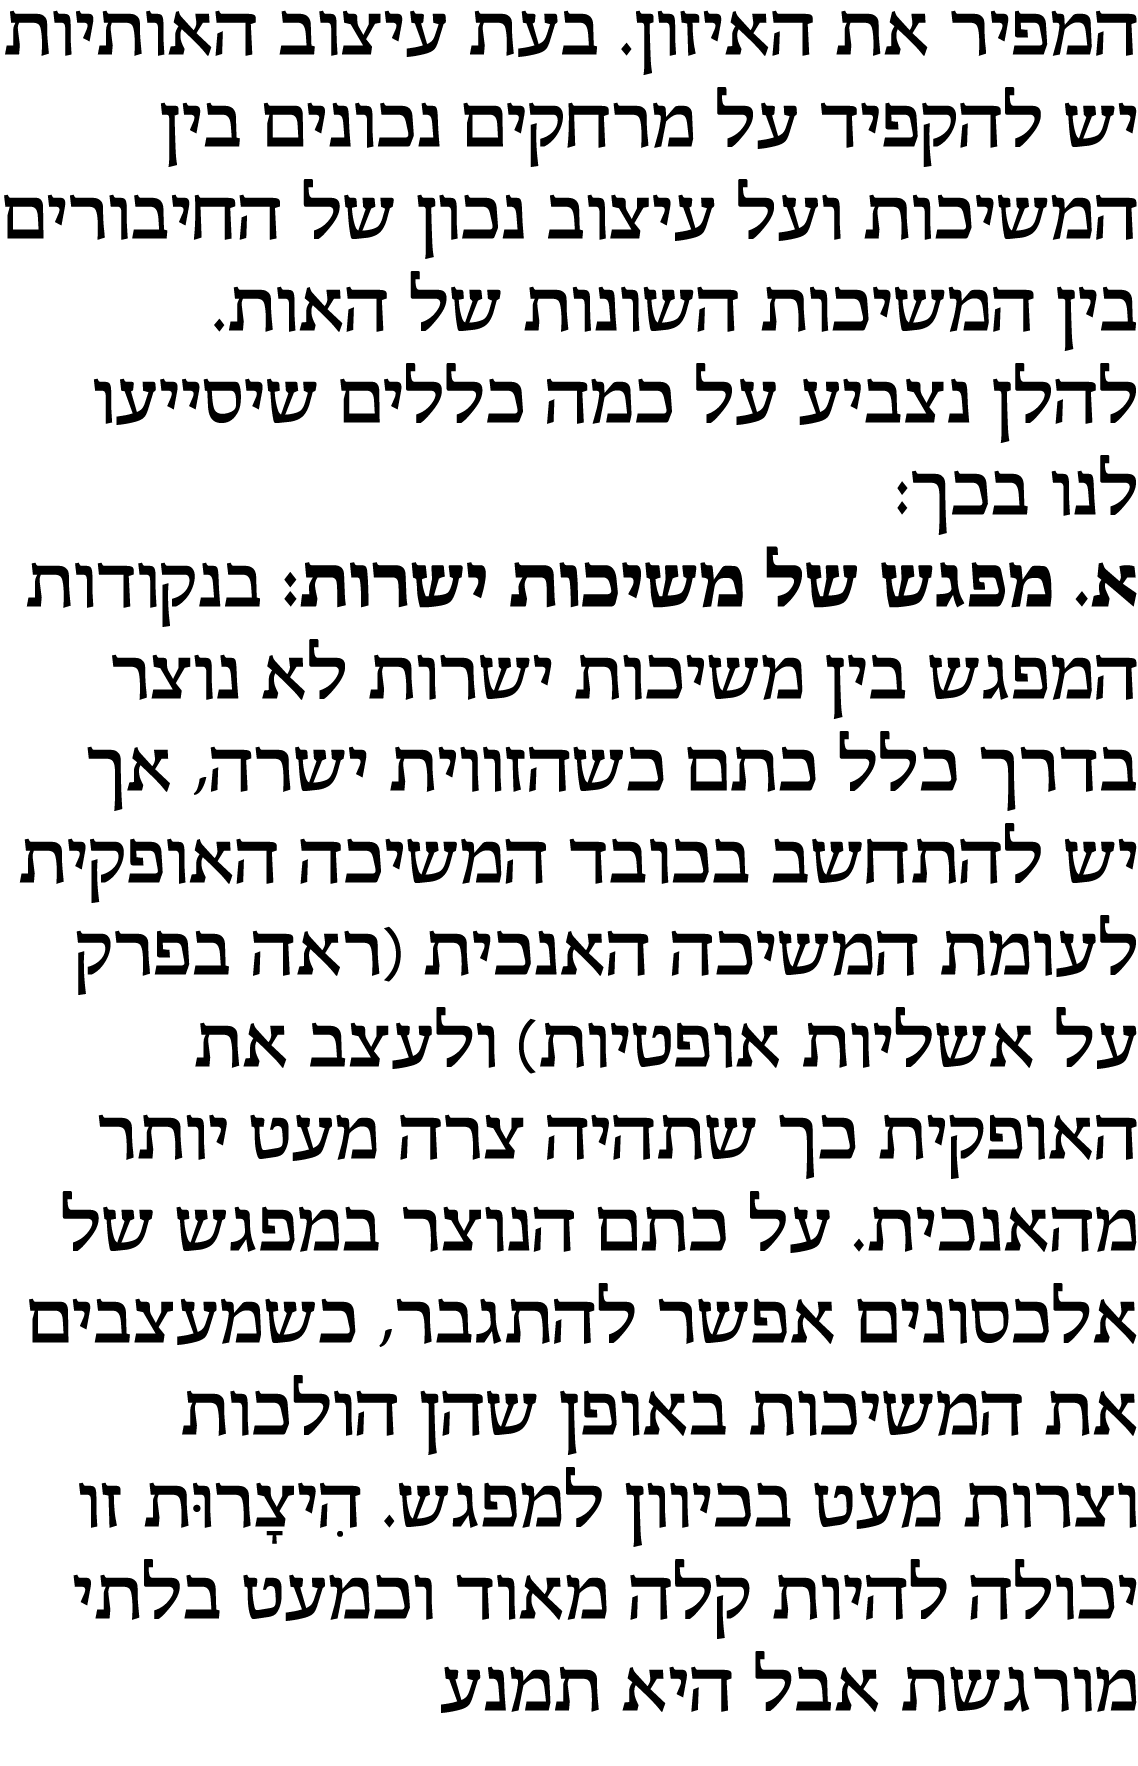 המפיר את האיזון. בעת עיצוב האותיות
יש להקפיד על מרחקים נכונים בין
המשיכות ועל עיצוב נכון של החיבורים
בין המשיכות השונות של האות.
להלן נצביע על כמה כללים שיסייעו
לנו בכך:
א. מפגש של משיכות ישרות: בנקודות
המפגש בין משיכות ישרות לא נוצר
בדרך כלל כתם כשהזווית ישרה, אך
יש להתחשב בכובד המשיכה האופקית
לעומת המשיכה האנכית (ראה בפרק
על אשליות אופטיות) ולעצב את
האופקית כך שתהיה צרה מעט יותר
מהאנכית. על כתם הנוצר במפגש של
אלכסונים אפשר להתגבר, כשמעצבים
את המשיכות באופן שהן הולכות
וצרות מעט בכיוון למפגש. הִיצָרוּת זו
יכולה להיות קלה מאוד וכמעט בלתי
מורגשת אבל היא תמנע